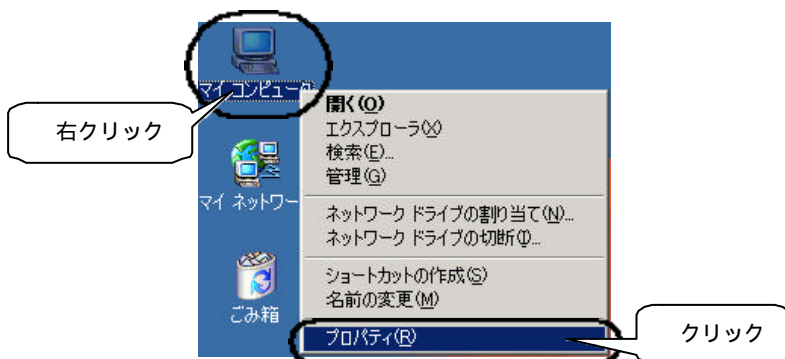 マイ コンピュータ
右クリック
開く(O)
エクスプローラ(X)
検索(E)...
管理(G)
マイ ネットワー
ネットワーク ドライブの割り当て(N)...
ネットワーク ドライブの切断(I)...
ショートカットの作成(S)
名前の変更(M)
ごみ箱
プロパティ(R)
クリック